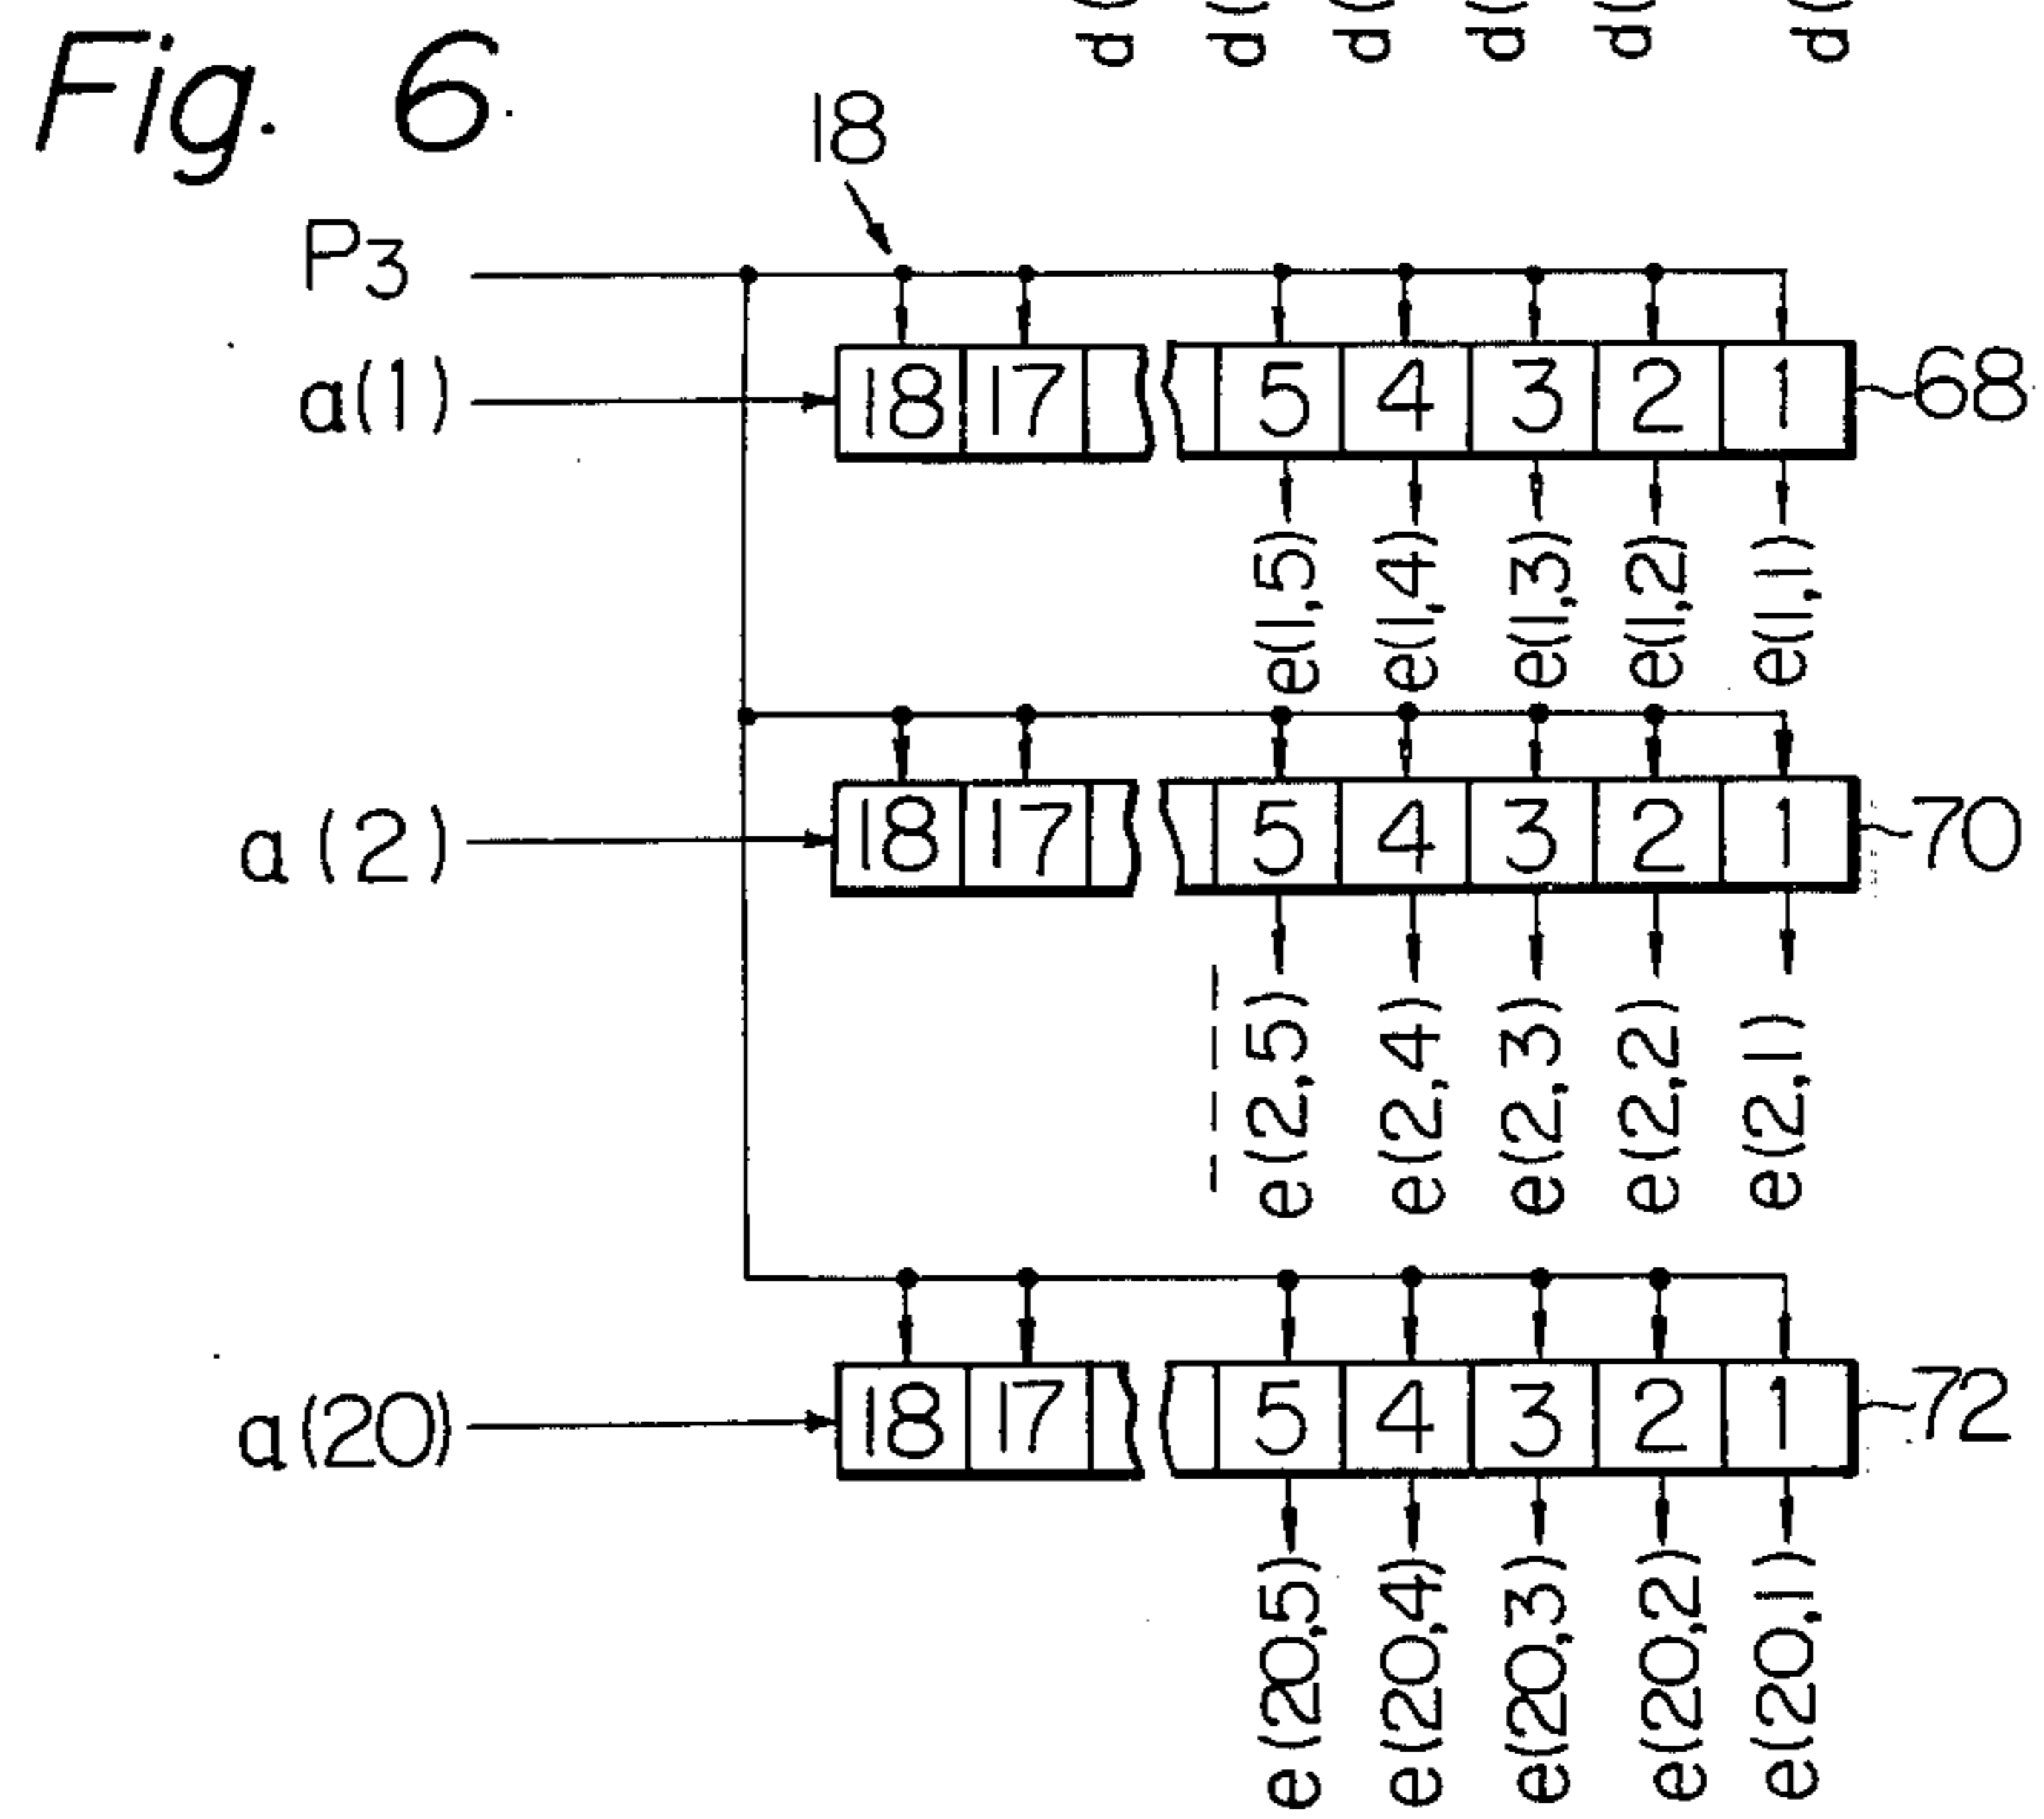 d( d( d( d( d( d(
Fig. 6
18
P3
a(1) 18 17 5 4 3 2 1 68
e(1,5) e(1,4) e(1,3) e(1,2) e(1,1)
a(2) 18 17 5 4 3 2 1 70
e(2,5) e(2,4) e(2,3) e(2,2) e(2,1)
a(20) 18 17 5 4 3 2 1 72
e(20,5) e(20,4) e(20,3) e(20,2) e(20,1)